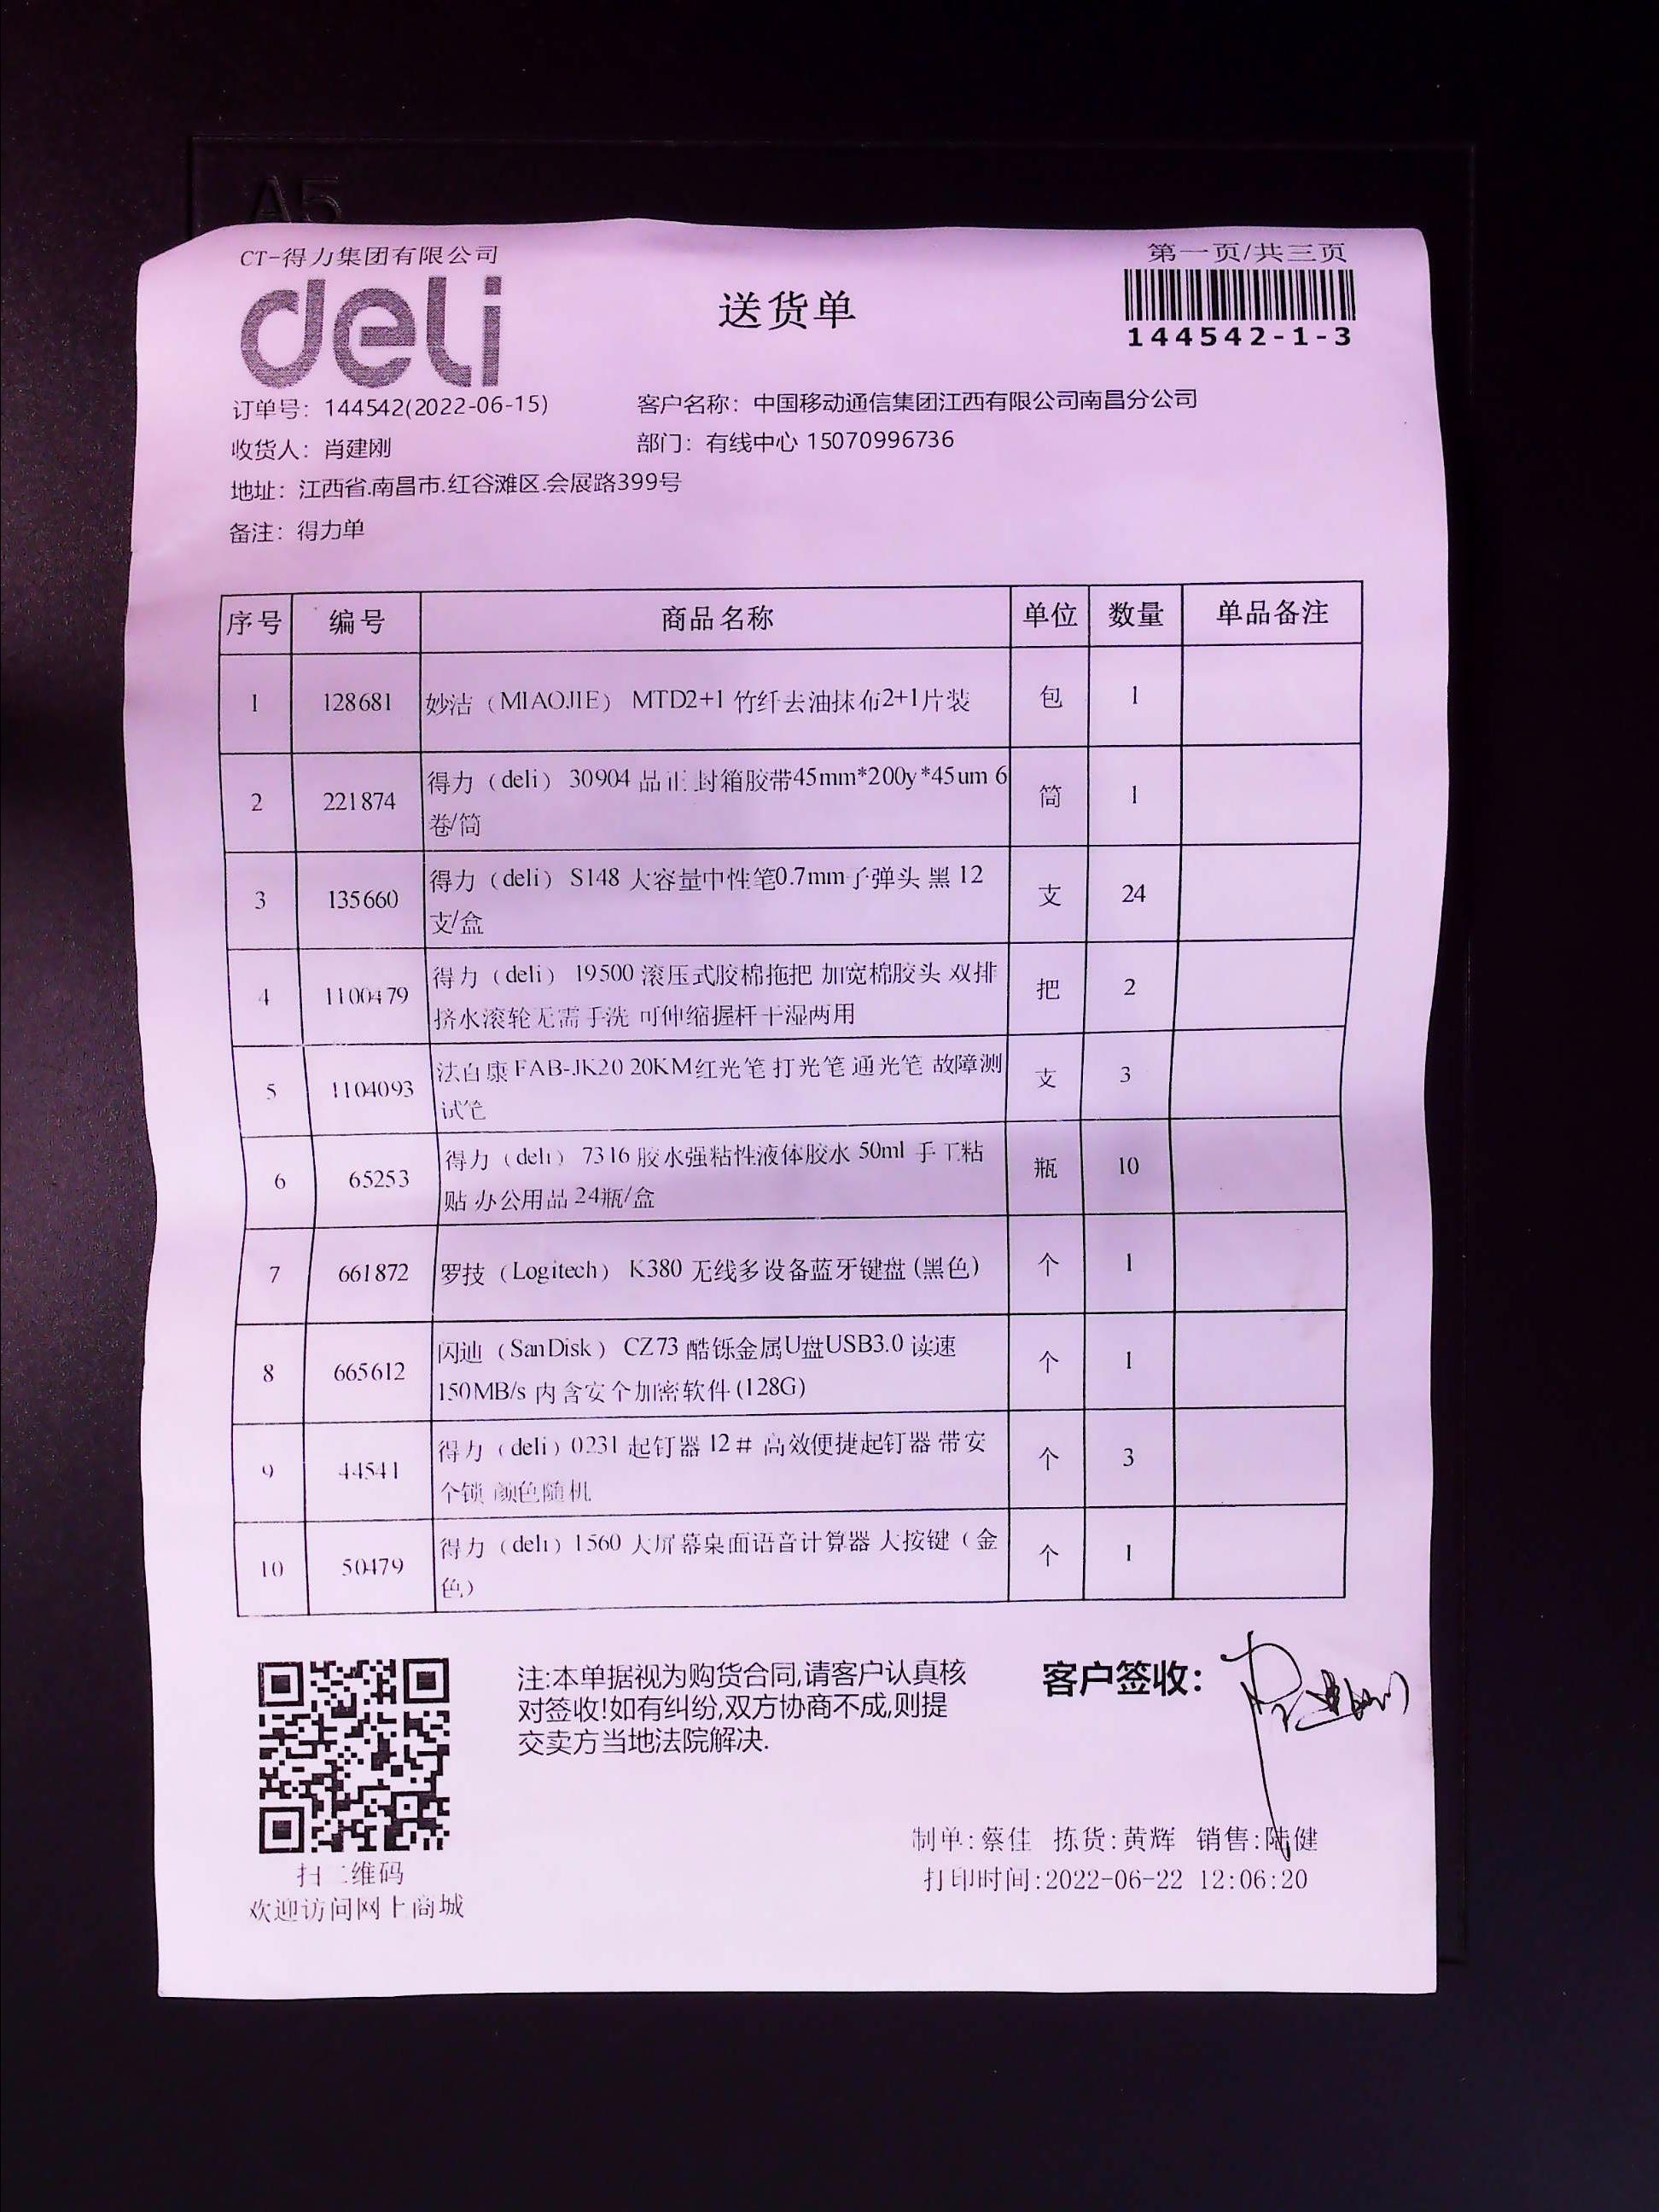 A5
CT-得力集团有限公司
第一页/共三页
deli
送货单
144542-1-3
订单号：144542(2022-06-15)
客户名称：中国移动通信集团江西有限公司南昌分公司
收货人：肖建刚
部门：有线中心 15070996736
地址：江西省.南昌市.红谷滩区.会展路399号
备注：得力单
序号 编号 商品名称 单位 数量 单品备注
1 128681 妙洁（MIAOJIE） MTD2+1 竹纤去油抹布2+1片装 包 1
2 221874 得力（deli） 30904 品正 封箱胶带45mm*200y*45um 6 筒 1
卷/筒
3 135660 得力（deli） S148 大容量中性笔0.7mm子弹头 黑 12 支 24
支/盒
4 1100479 得力（deli） 19500 滚压式胶棉拖把 加宽棉胶头 双排 把 2
挤水滚轮无需手洗 可伸缩握杆干湿两用
5 1104093 法自康 FAB-JK20 20KM红光笔 打光笔 通光笔 故障测 支 3
试笔
6 65253 得力（deli） 7316 胶水强粘性液体胶水 50ml 手工粘 瓶 10
贴 办公用品 24瓶/盒
7 661872 罗技（Logitech） K380 无线多设备蓝牙键盘(黑色) 个 1
8 665612 闪迪（SanDisk） CZ73 酷铄金属U盘USB3.0 读速 个 1
150MB/s 内含安全加密软件(128G)
9 44541 得力（deli）0231 起钉器 12# 高效便捷起钉器 带安 个 3
全锁 颜色随机
10 50479 得力（deli）1560 大屏幕桌面语音计算器 大按键（金 个 1
色）
注:本单据视为购货合同,请客户认真核
对签收!如有纠纷,双方协商不成,则提
交卖方当地法院解决.
客户签收: 肖建刚
制单:蔡佳 拣货:黄辉 销售:陆健
打印时间:2022-06-22 12:06:20
扫二维码
欢迎访问网上商城